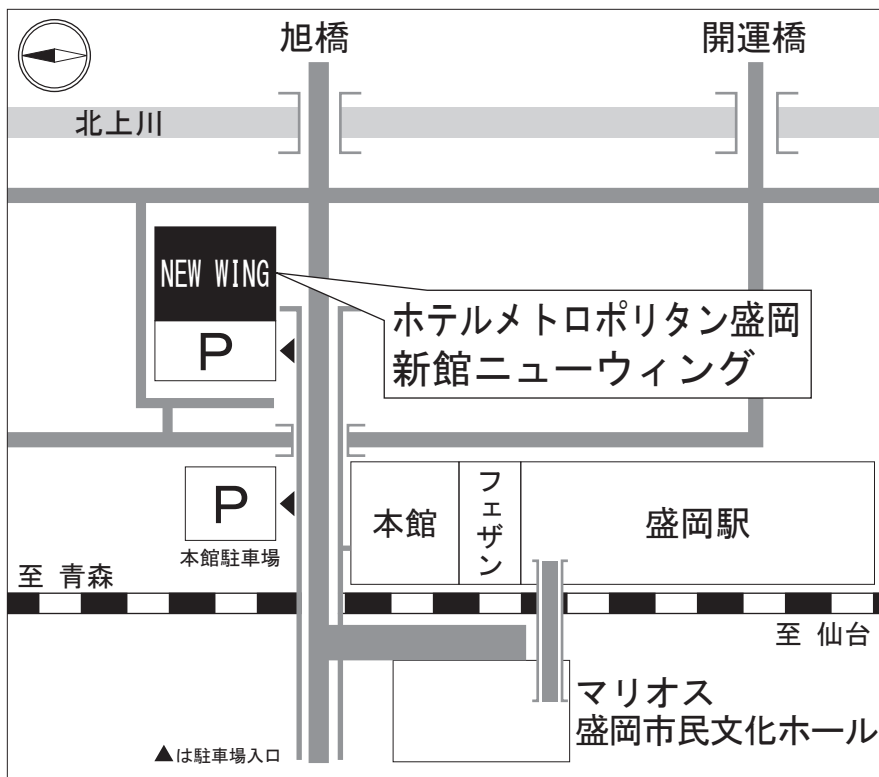 旭橋
開運橋
北上川
NEW WING
ホテルメトロポリタン盛岡
新館ニューウィング
P
P
本館駐車場
本館
フェザン
盛岡駅
至 青森
至 仙台
マリオス
盛岡市民文化ホール
▲は駐車場入口